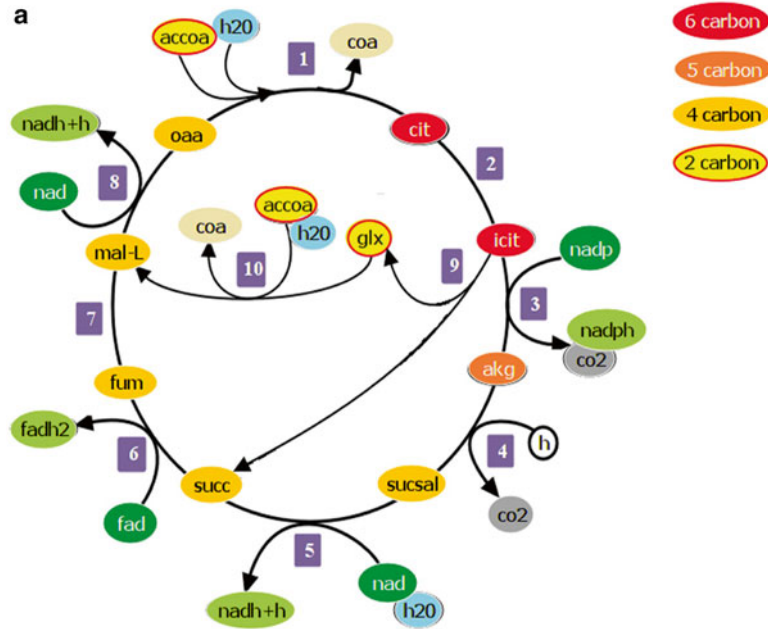 a
accoa
h20
1
coa
6 carbon
5 carbon
4 carbon
2 carbon
nadh+h
oaa
cit
2
nad
8
accoa
h20
coa
glx
icit
nadp
mal-L
10
9
3
nadph
co2
7
fum
akg
fadh2
6
4
h
succ
sucsal
co2
fad
5
nad
h20
nadh+h